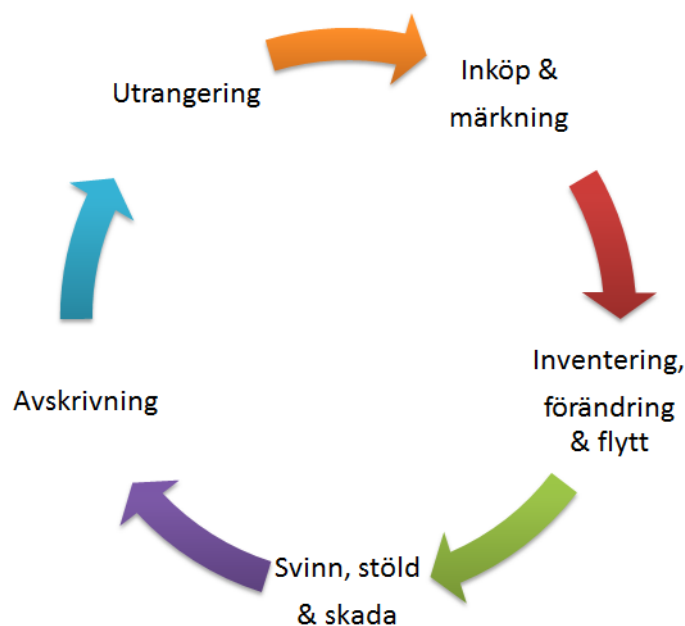 Utrangering
Inköp &
märkning
Inventering,
förändring
& flytt
Svinn, stöld
& skada
Avskrivning